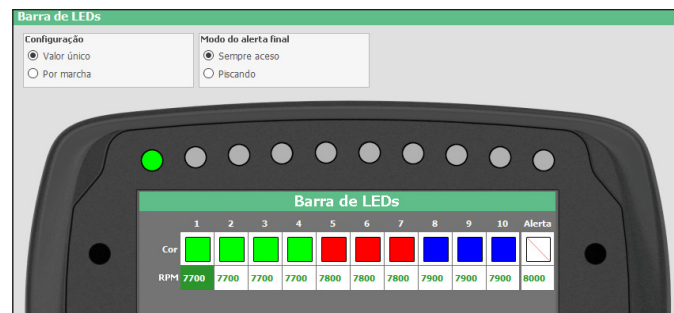 Barra de LEDs
Configuração
Valor único
Por marcha
Modo do alerta final
Sempre aceso
Piscando
Barra de LEDs
1 2 3 4 5 6 7 8 9 10 Alerta
Cor
RPM 7700 7700 7700 7700 7800 7800 7800 7900 7900 7900 8000